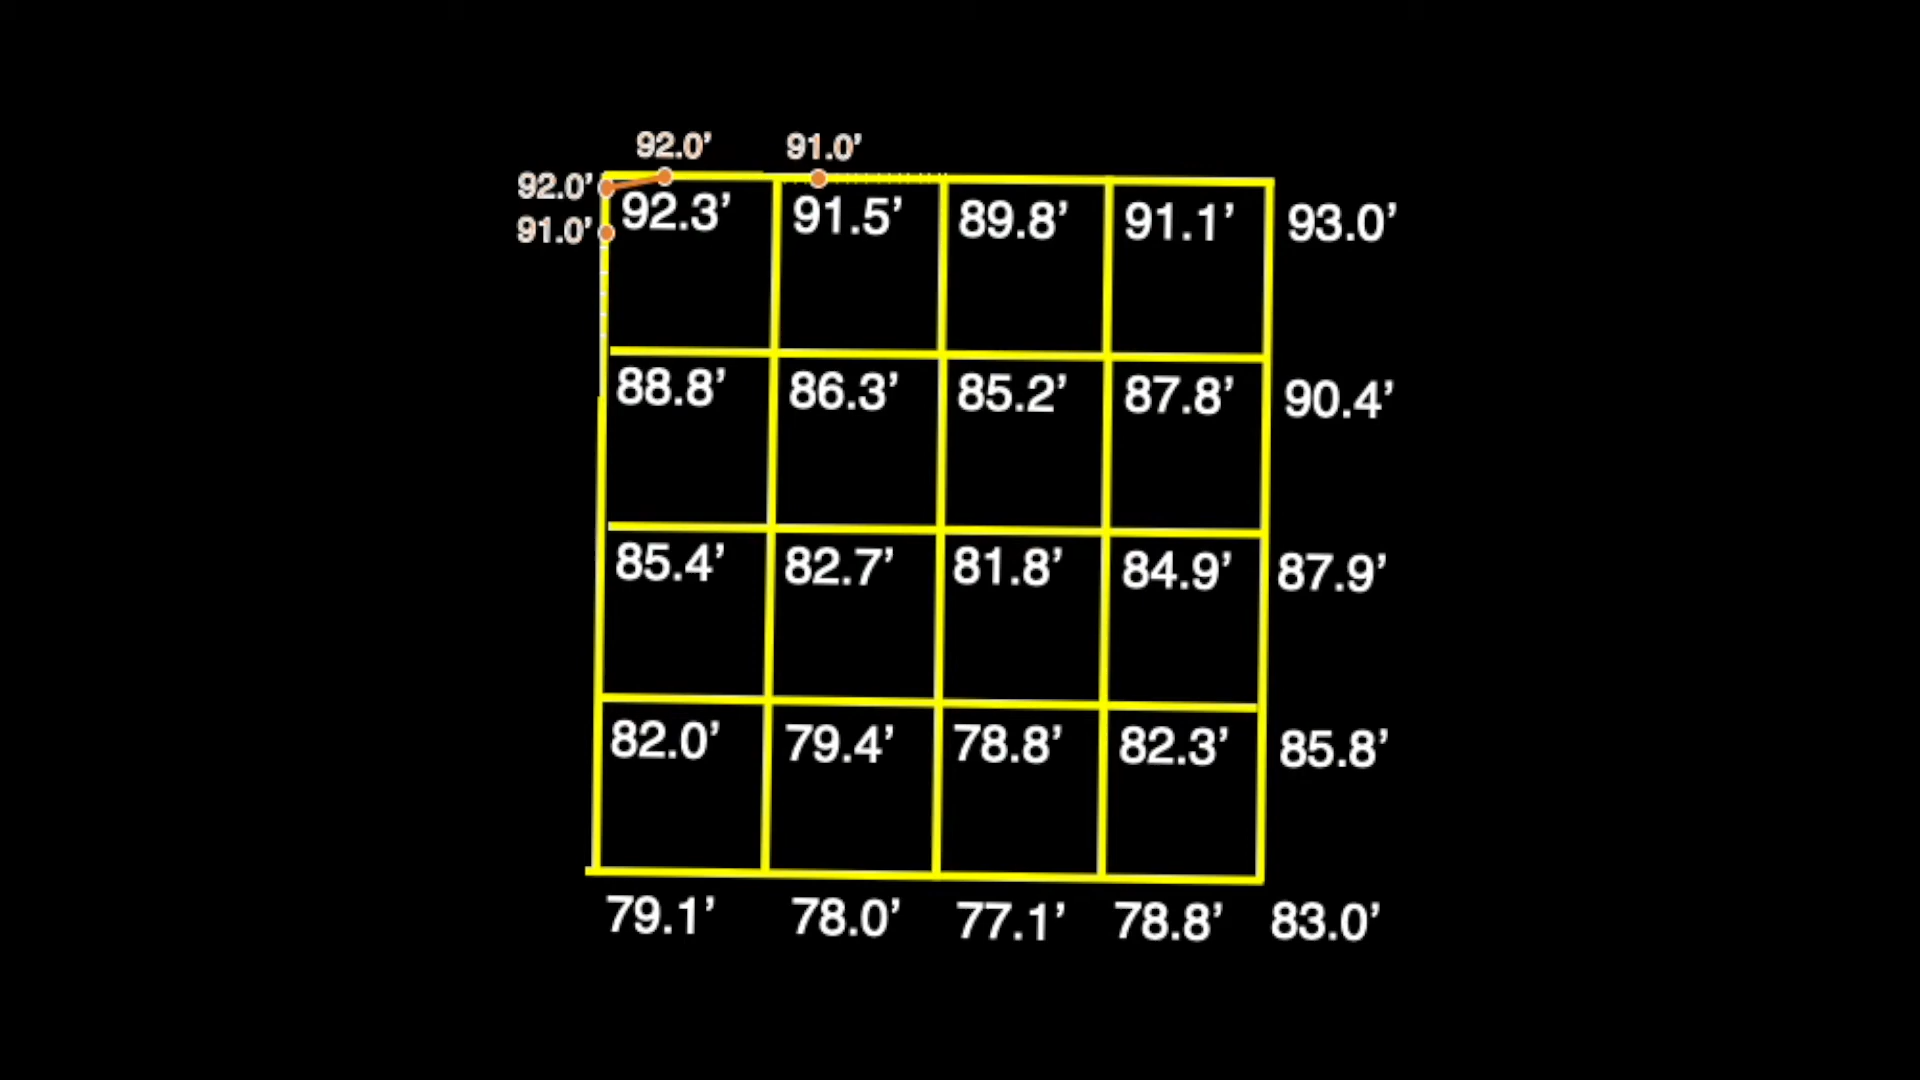 92.0’ 91.0’
92.0’
91.0’
92.3’ 91.5’ 89.8’ 91.1’ 93.0’
88.8’ 86.3’ 85.2’ 87.8’ 90.4’
85.4’ 82.7’ 81.8’ 84.9’ 87.9’
82.0’ 79.4’ 78.8’ 82.3’ 85.8’
79.1’ 78.0’ 77.1’ 78.8’ 83.0’